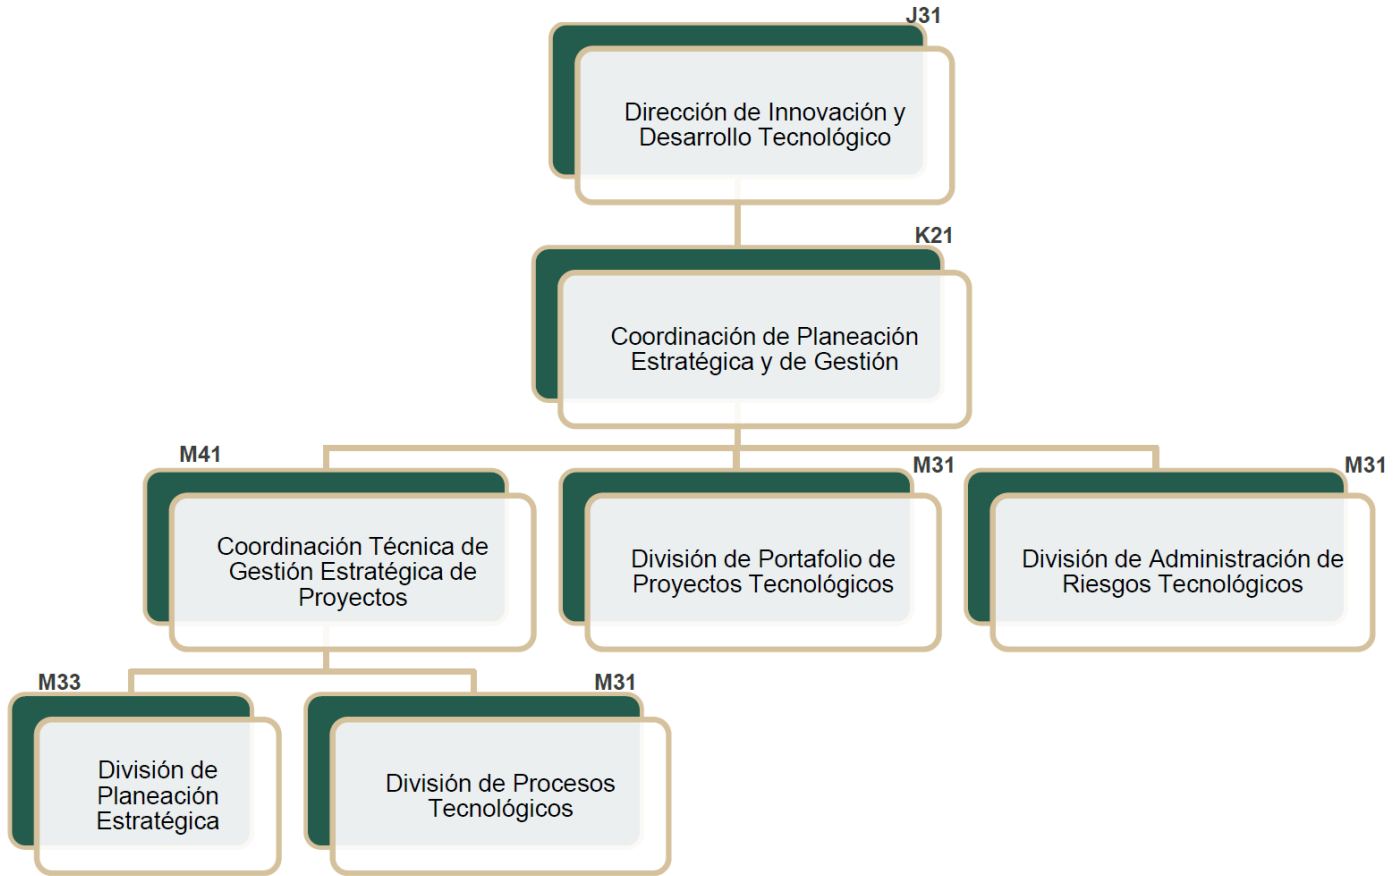 J31
Dirección de Innovación y
Desarrollo Tecnológico
K21
Coordinación de Planeación
Estratégica y de Gestión
M41
Coordinación Técnica de
Gestión Estratégica de
Proyectos
M31
División de Portafolio de
Proyectos Tecnológicos
M31
División de Administración de
Riesgos Tecnológicos
M33
División de
Planeación
Estratégica
M31
División de Procesos
Tecnológicos